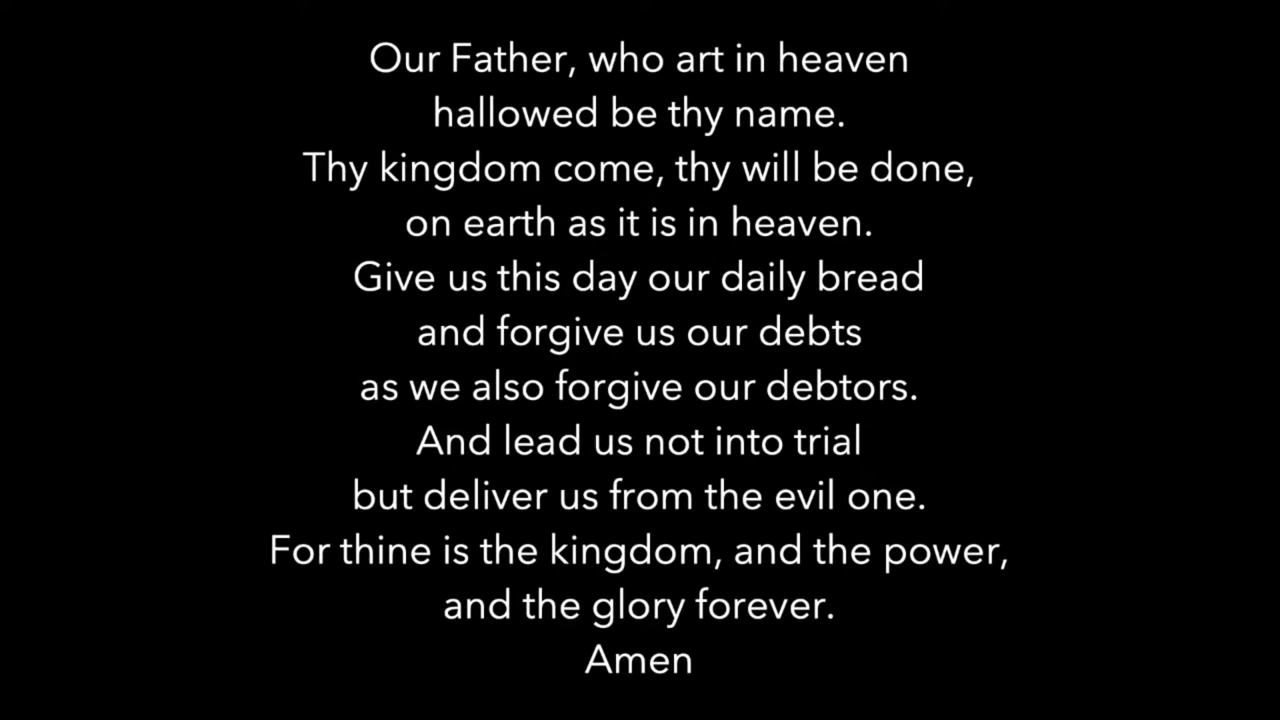 Our Father, who art in heaven
hallowed be thy name.
Thy kingdom come, thy will be done,
on earth as it is in heaven.
Give us this day our daily bread
and forgive us our debts
as we also forgive our debtors.
And lead us not into trial
but deliver us from the evil one.
For thine is the kingdom, and the power,
and the glory forever.
Amen